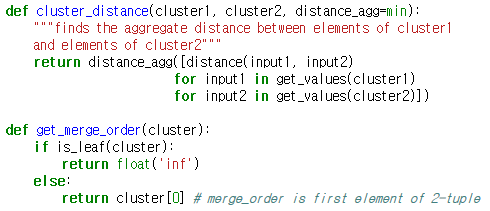 def cluster_distance(cluster1, cluster2, distance_agg=min):
    """finds the aggregate distance between elements of cluster1
    and elements of cluster2"""
    return distance_agg([distance(input1, input2)
                        for input1 in get_values(cluster1)
                        for input2 in get_values(cluster2)])

def get_merge_order(cluster):
    if is_leaf(cluster):
        return float('inf')
    else:
        return cluster[0] # merge_order is first element of 2-tuple